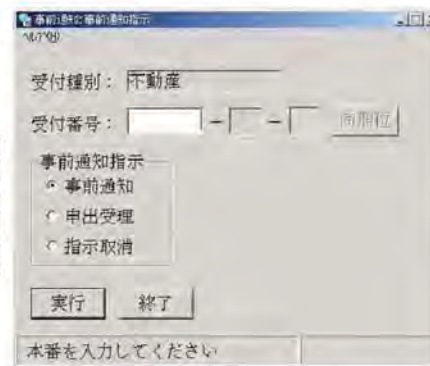 事前通知事前通知指示
ヘルプ(H)
受付種別： 不動産
受付番号： － － 同順位
事前通知指示
事前通知
申出受理
指示取消
実行 終了
本番を入力してください